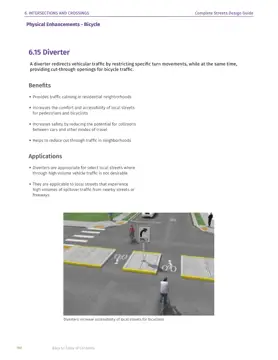 6. INTERSECTIONS AND CROSSINGS
Complete Streets Design Guide
Physical Enhancements - Bicycle
6.15 Diverter
A diverter redirects vehicular traffic by restricting specific turn movements, while at the same time,
providing cut-through openings for bicycle traffic.
Benefits
• Provides traffic calming in residential neighborhoods
• Increases the comfort and accessibility of local streets
for pedestrians and bicyclists
• Increases safety by reducing the potential for collisions
between cars and other modes of travel
• Helps to reduce cut-through traffic in neighborhoods
Applications
• Diverters are appropriate for select local streets where
through high volume vehicle traffic is not desirable
• They are applicable to local streets that experience
high volumes of spillover traffic from nearby streets or
freeways
Diverters increase accessibility of local streets for bicyclists
Back to Table of Contents